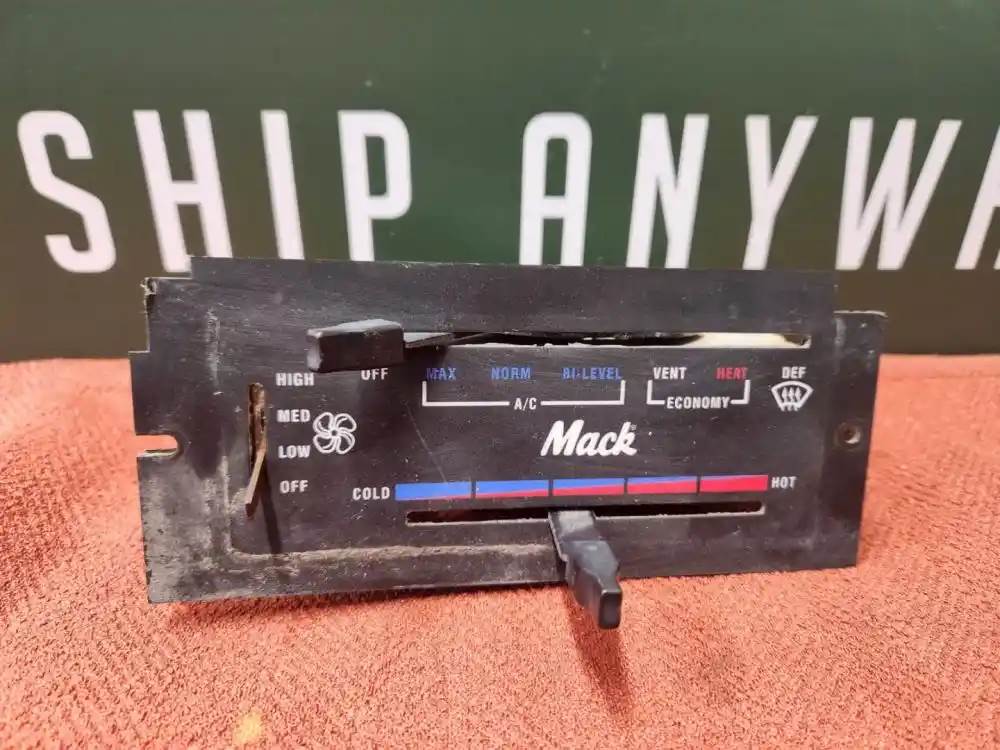 SHIP ANYWA
HIGH
MED
LOW
OFF
OFF MAX NORM BI-LEVEL VENT HEAT DEF
A/C ECONOMY
Mack
COLD HOT